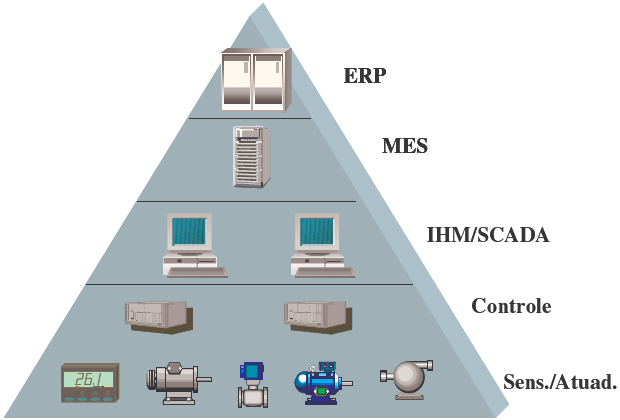 ERP
MES
IHM/SCADA
Controle
26.1
Sens./Atuad.